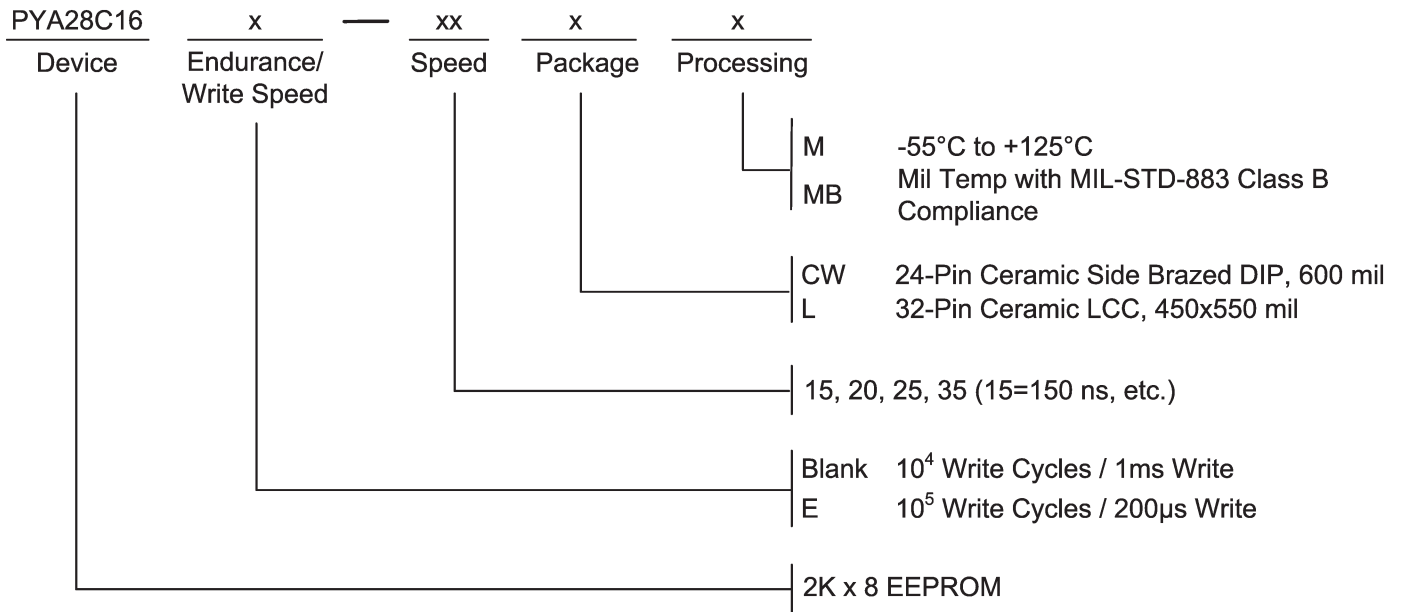 PYA28C16 x — xx x x
Device Endurance/ Speed Package Processing
Write Speed
M -55°C to +125°C
MB Mil Temp with MIL-STD-883 Class B
Compliance
CW 24-Pin Ceramic Side Brazed DIP, 600 mil
L 32-Pin Ceramic LCC, 450x550 mil
15, 20, 25, 35 (15=150 ns, etc.)
Blank 10⁴ Write Cycles / 1ms Write
E 10⁵ Write Cycles / 200µs Write
2K x 8 EEPROM